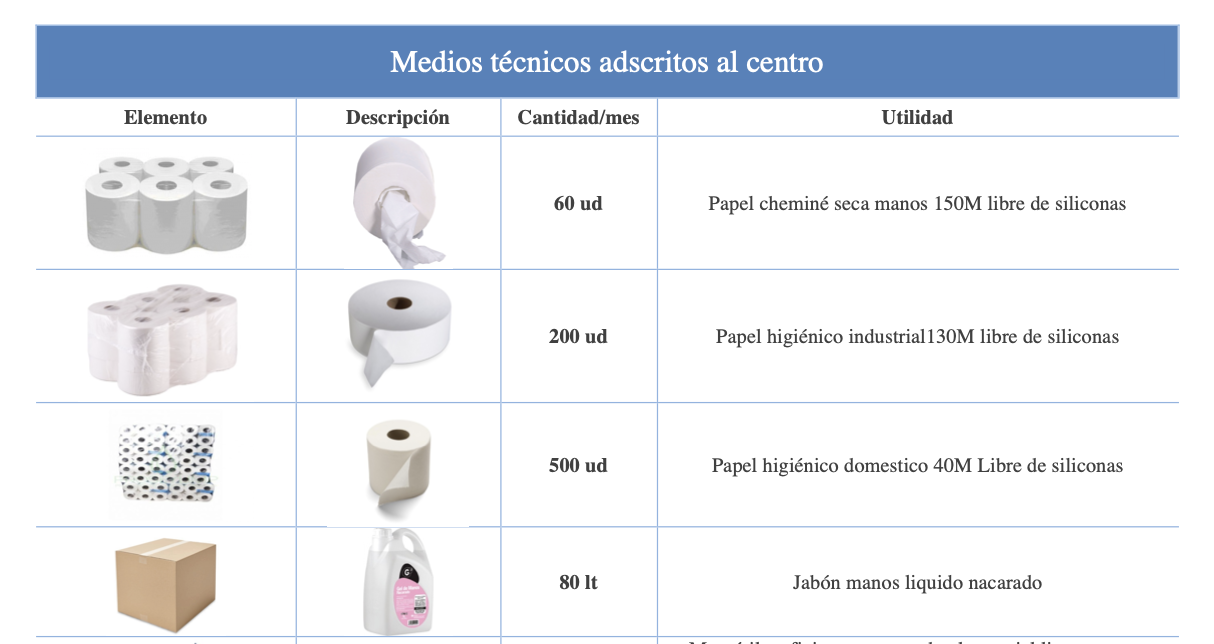 Medios técnicos adscritos al centro
Elemento Descripción Cantidad/mes Utilidad
60 ud Papel cheminé seca manos 150M libre de siliconas
200 ud Papel higiénico industrial130M libre de siliconas
500 ud Papel higiénico domestico 40M Libre de siliconas
80 lt Jabón manos liquido nacarado